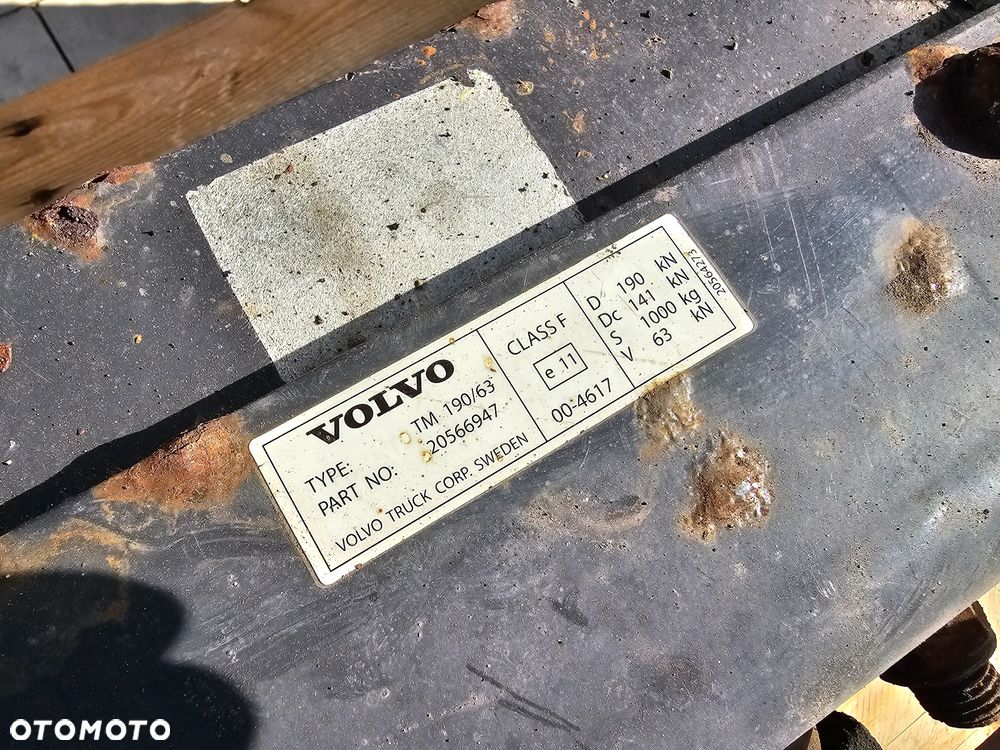 VOLVO
TYPE: TM 190/63
PART NO: 20566947
VOLVO TRUCK CORP. SWEDEN
CLASS F
e 11
00-4617
D 190 kN
Dc 141 kN
S 1000 kg
V 63 kN
20564273
OTOMOTO